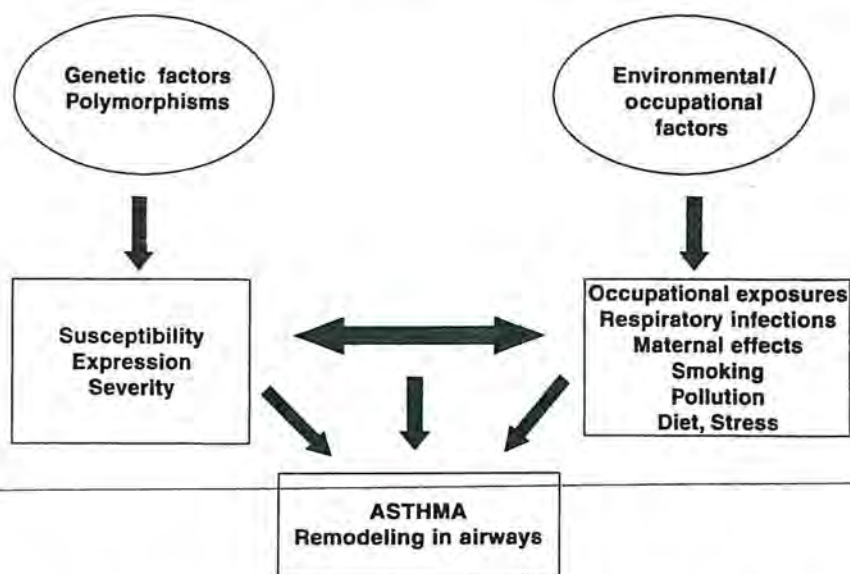 Genetic factors
Polymorphisms
Environmental/
occupational
factors
Susceptibility
Expression
Severity
Occupational exposures
Respiratory infections
Maternal effects
Smoking
Pollution
Diet, Stress
ASTHMA
Remodeling in airways